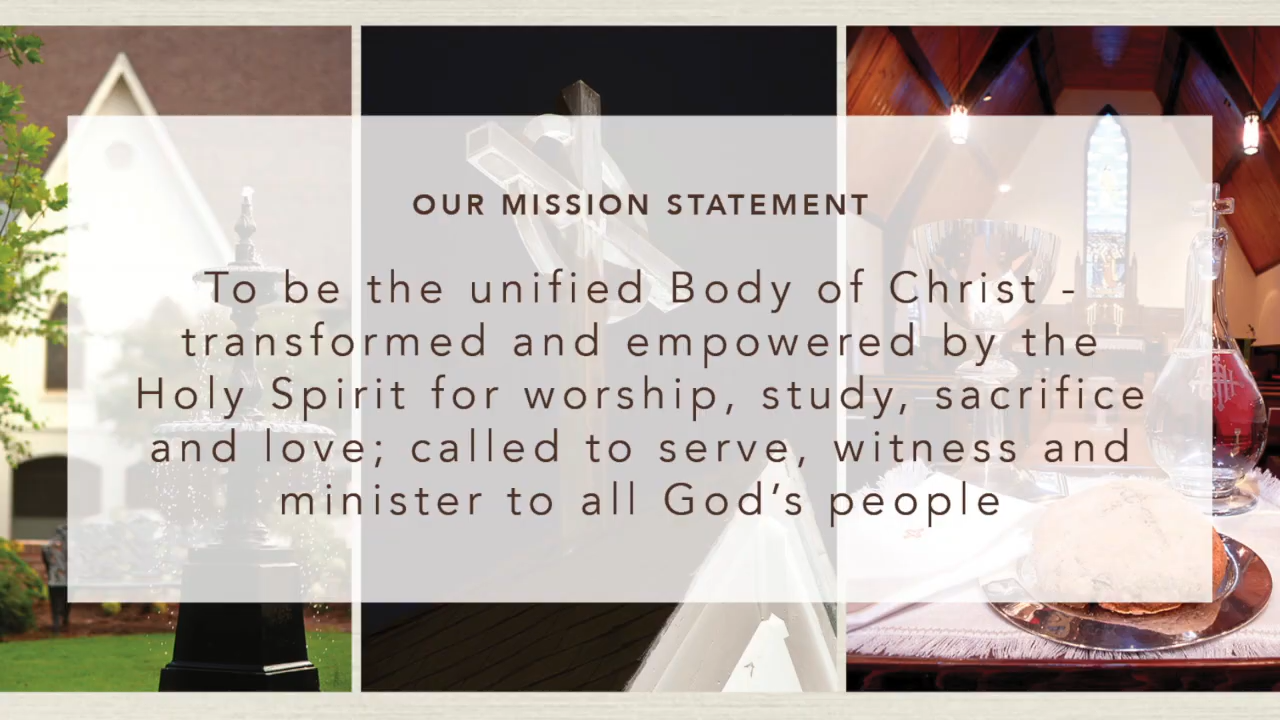 OUR MISSION STATEMENT
To be the unified Body of Christ -
transformed and empowered by the
Holy Spirit for worship, study, sacrifice
and love; called to serve, witness and
minister to all God’s people